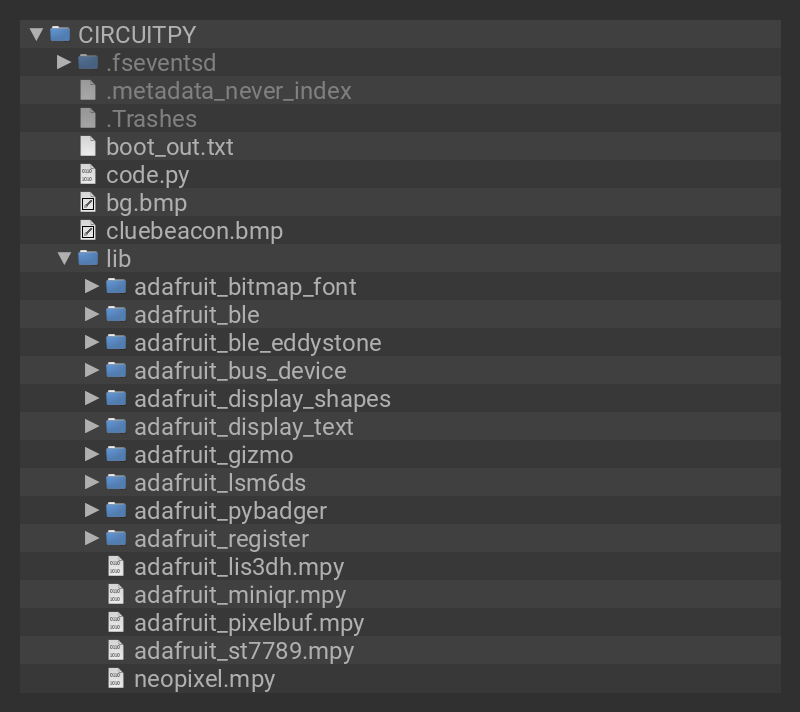 CIRCUITPY
.fseventsd
.metadata_never_index
.Trashes
boot_out.txt
code.py
bg.bmp
cluebeacon.bmp
lib
adafruit_bitmap_font
adafruit_ble
adafruit_ble_eddystone
adafruit_bus_device
adafruit_display_shapes
adafruit_display_text
adafruit_gizmo
adafruit_lsm6ds
adafruit_pybadger
adafruit_register
adafruit_lis3dh.mpy
adafruit_miniqr.mpy
adafruit_pixelbuf.mpy
adafruit_st7789.mpy
neopixel.mpy